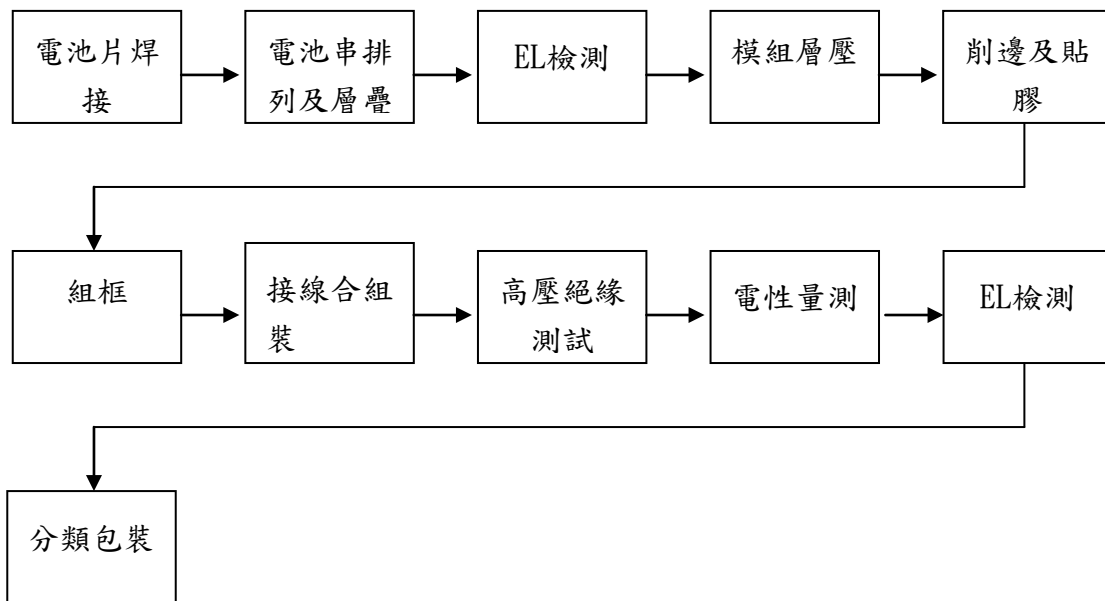 電池片焊
接
電池串排
列及層疊
EL檢測
模組層壓
削邊及貼
膠
組框
接線合組
裝
高壓絕緣
測試
電性量測
EL檢測
分類包裝